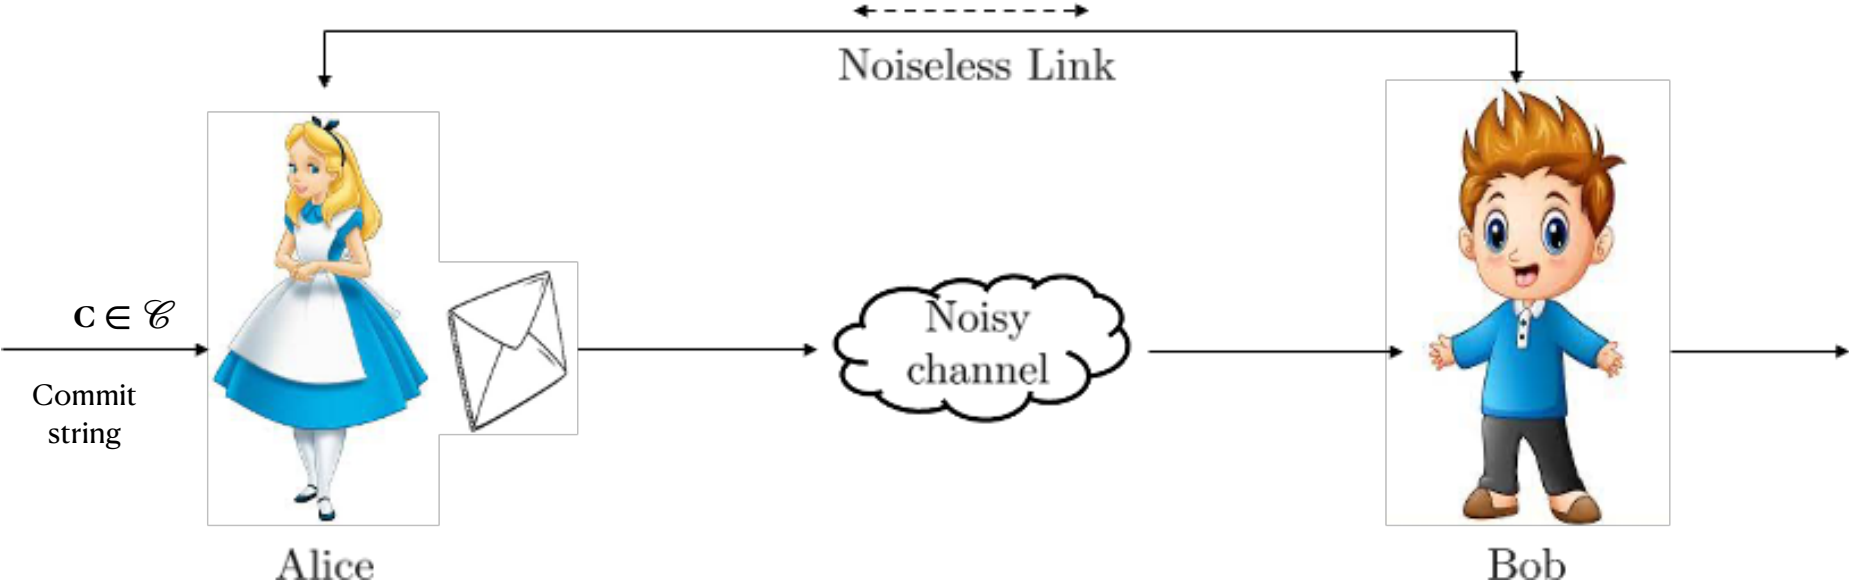 Noiseless Link
C ∈ 𝒞
Commit
string
Noisy
channel
Alice
Bob